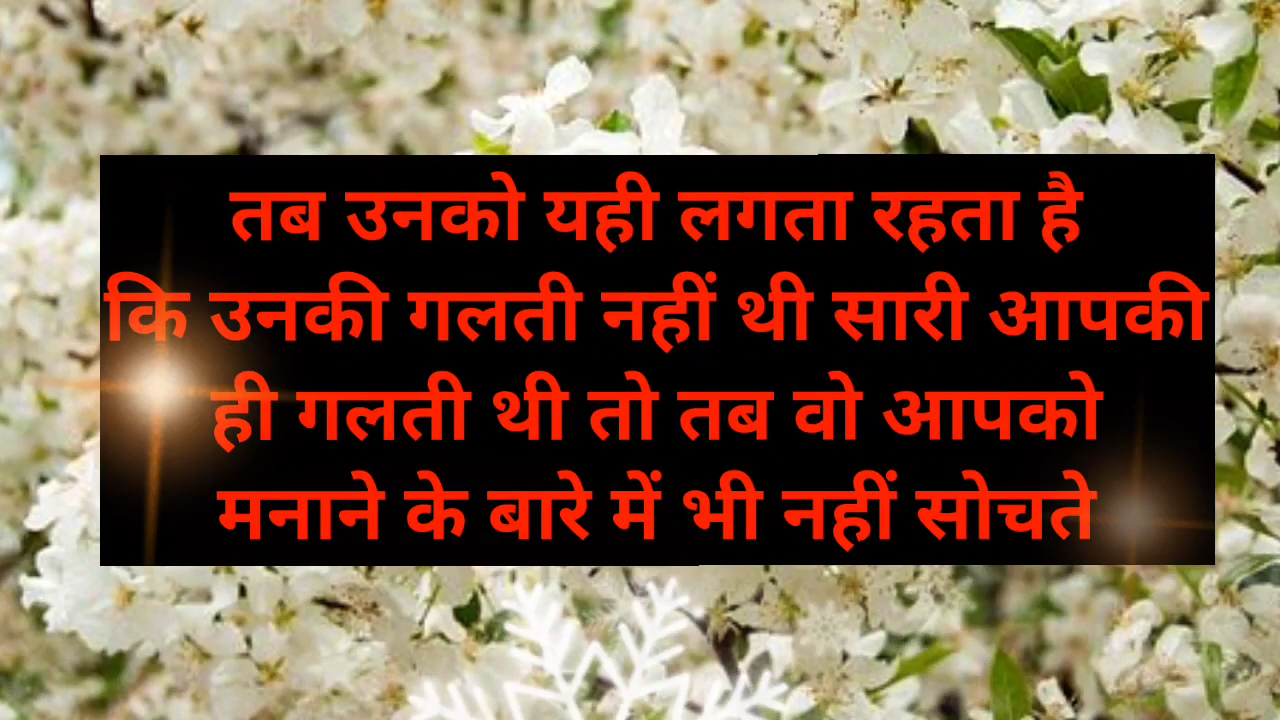 तब उनको यही लगता रहता है
कि उनकी गलती नहीं थी सारी आपकी
ही गलती थी तो तब वो आपको
मनाने के बारे में भी नहीं सोचते